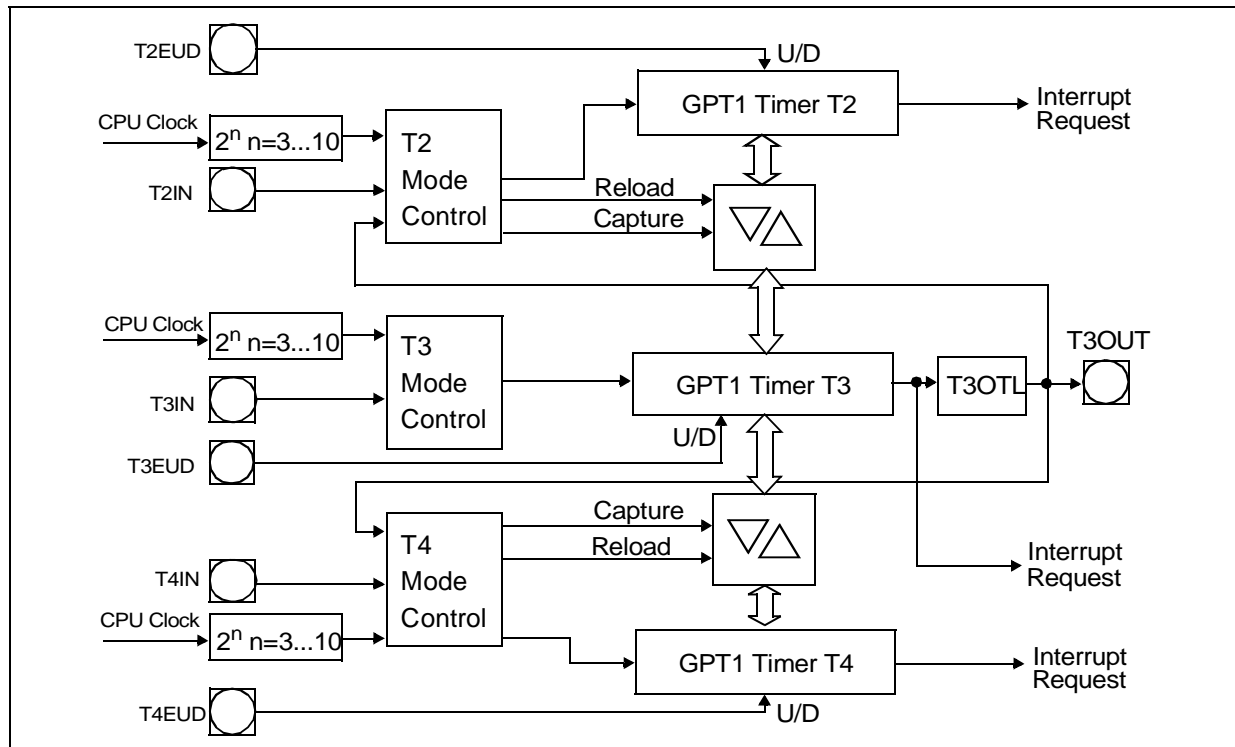 T2EUD
U/D
GPT1 Timer T2
Interrupt
Request
CPU Clock
2n n=3...10
T2
Mode
Control
T2IN
Reload
Capture
CPU Clock
2n n=3...10
T3
Mode
Control
T3OUT
GPT1 Timer T3
T3OTL
T3IN
U/D
T3EUD
Capture
Reload
T4
Mode
Control
Interrupt
Request
T4IN
CPU Clock
2n n=3...10
GPT1 Timer T4
Interrupt
Request
T4EUD
U/D